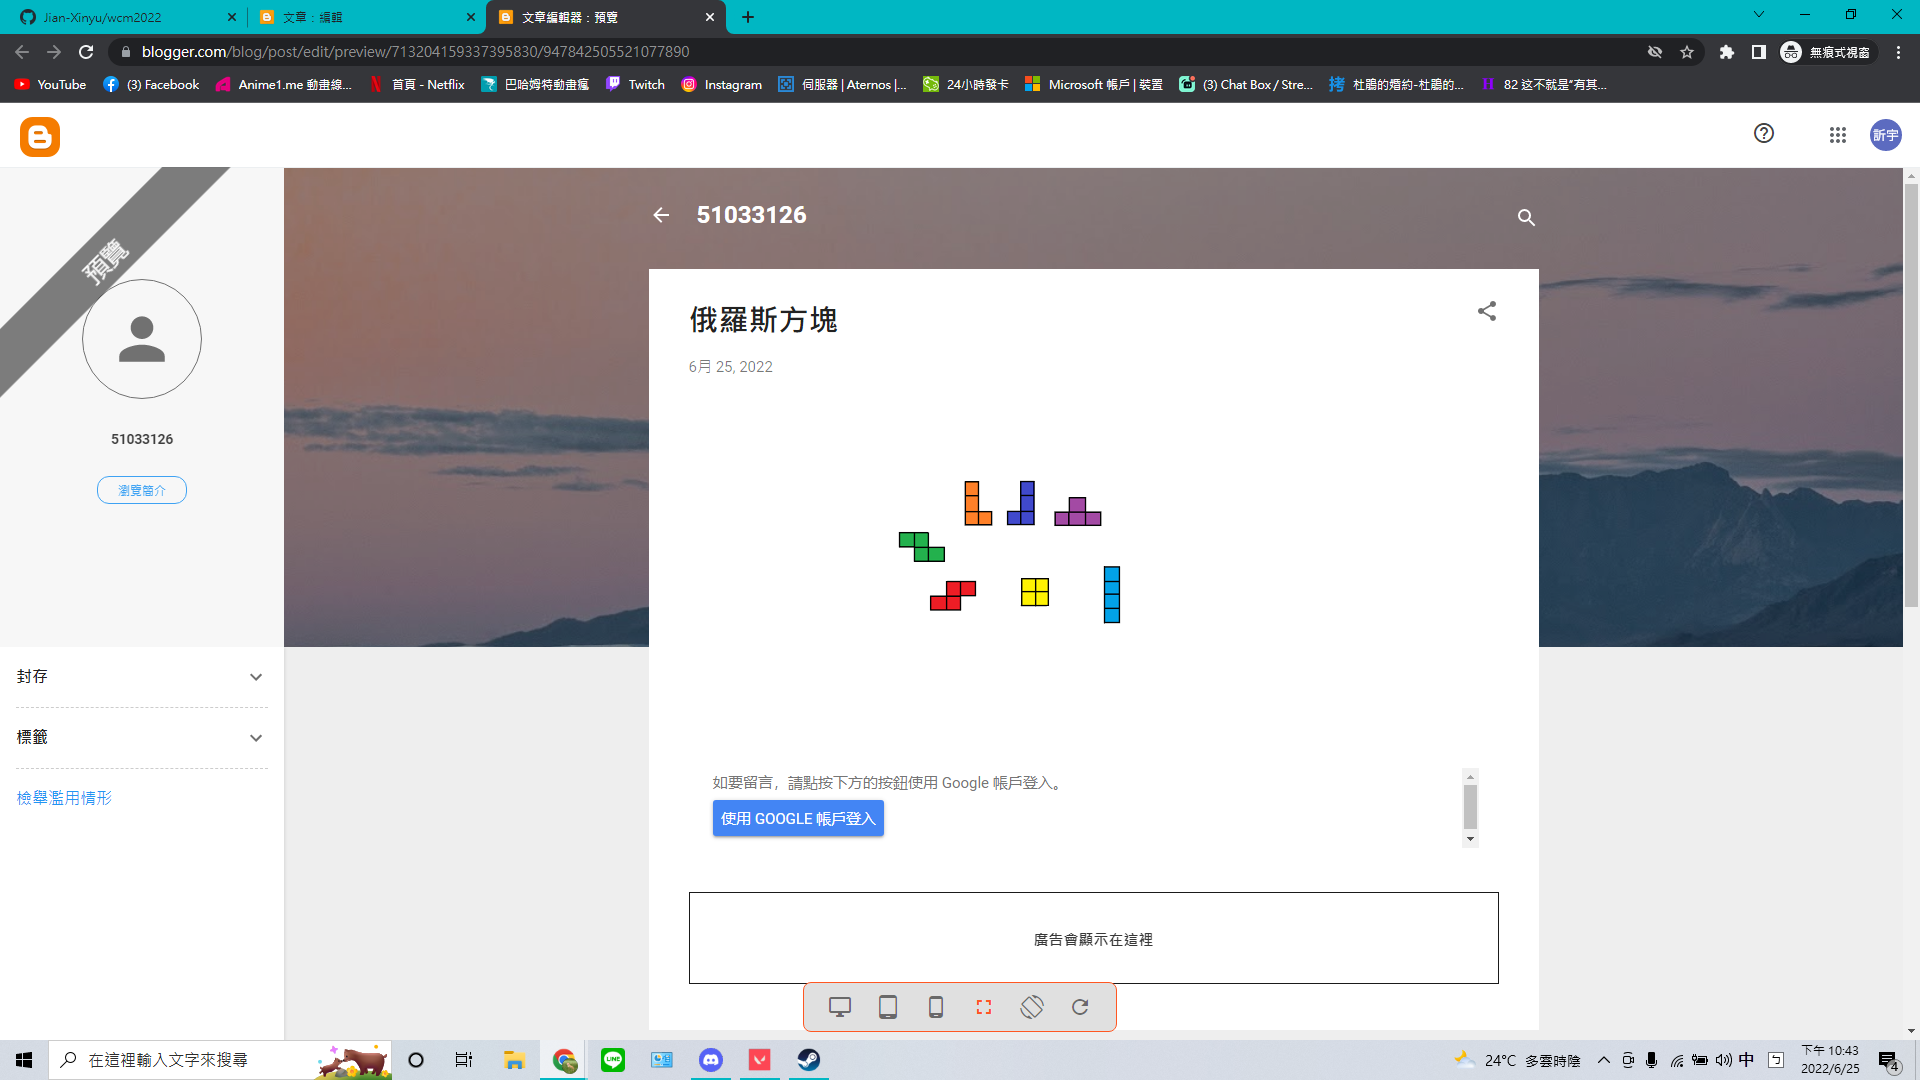 Jian-Xinyu/wcm2022
文章：編輯
文章編輯器：預覽
blogger.com/blog/post/edit/preview/713204159337395830/947842505521077890
無痕式視窗
YouTube
(3) Facebook
Anime1.me 動畫線...
首頁 - Netflix
巴哈姆特動畫瘋
Twitch
Instagram
伺服器 | Aternos |...
24小時發卡
Microsoft 帳戶 | 裝置
(3) Chat Box / Stre...
拷
杜鵑的婚約-杜鵑的...
82 这不就是“有其...
訢宇
預覽
51033126
俄羅斯方塊
6月 25, 2022
51033126
瀏覽簡介
封存
標籤
檢舉濫用情形
如要留言，請點按下方的按鈕使用 Google 帳戶登入。
使用 GOOGLE 帳戶登入
廣告會顯示在這裡
在這裡輸入文字來搜尋
LINE
24°C 多雲時陰
中
下午 10:43
2022/6/25
4